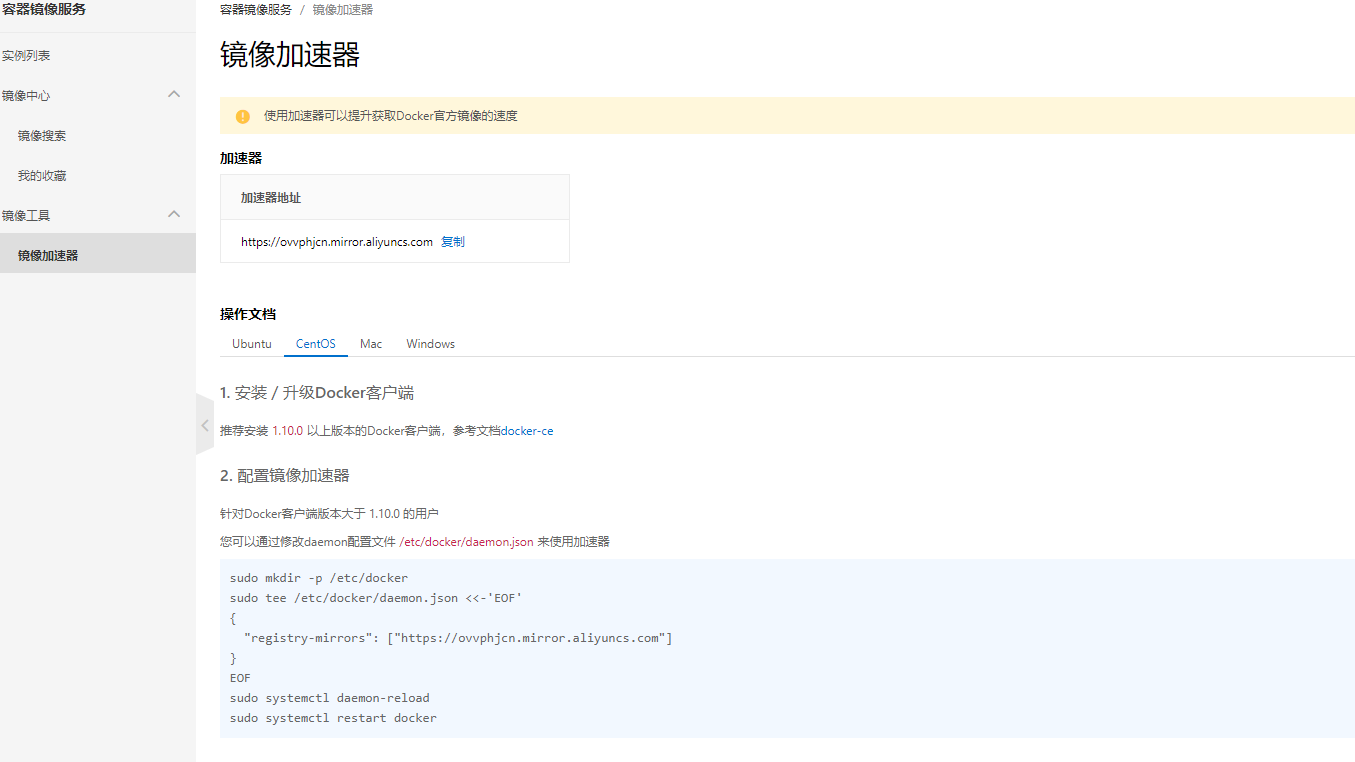 容器镜像服务
实例列表
镜像中心
镜像搜索
我的收藏
镜像工具
镜像加速器
容器镜像服务 / 镜像加速器
镜像加速器
使用加速器可以提升获取Docker官方镜像的速度
加速器
加速器地址
https://ovvphjcn.mirror.aliyuncs.com 复制
操作文档
Ubuntu CentOS Mac Windows
1. 安装 / 升级Docker客户端
推荐安装 1.10.0 以上版本的Docker客户端，参考文档docker-ce
2. 配置镜像加速器
针对Docker客户端版本大于 1.10.0 的用户
您可以通过修改daemon配置文件 /etc/docker/daemon.json 来使用加速器
sudo mkdir -p /etc/docker
sudo tee /etc/docker/daemon.json <<-'EOF'
{
  "registry-mirrors": ["https://ovvphjcn.mirror.aliyuncs.com"]
}
EOF
sudo systemctl daemon-reload
sudo systemctl restart docker